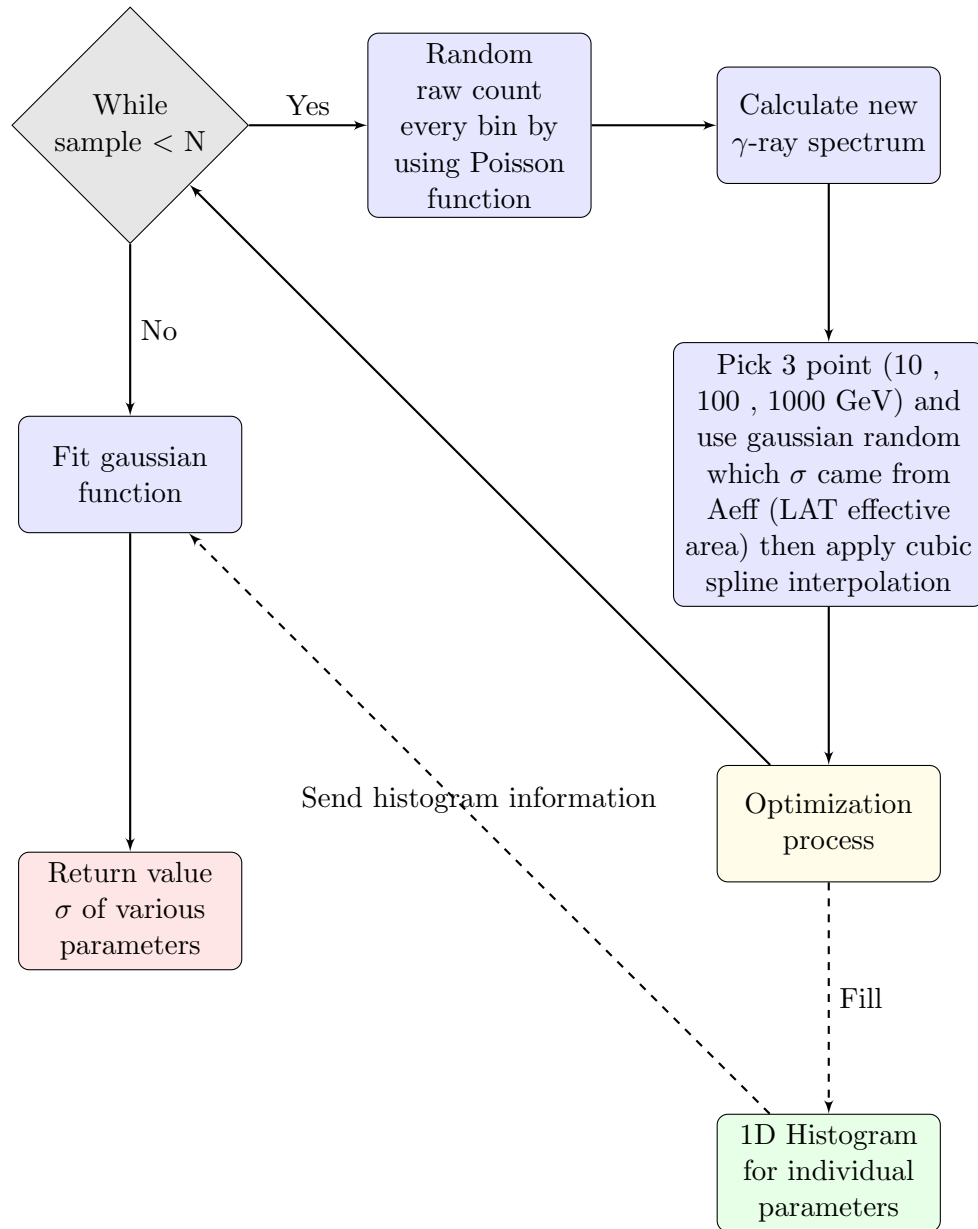 While
sample < N
Yes
Random
raw count
every bin by
using Poisson
function
Calculate new
γ-ray spectrum
No
Pick 3 point (10 ,
100 , 1000 GeV) and
use gaussian random
which σ came from
Aeff (LAT effective
area) then apply cubic
spline interpolation
Fit gaussian
function
Send histogram information
Optimization
process
Return value
σ of various
parameters
Fill
1D Histogram
for individual
parameters